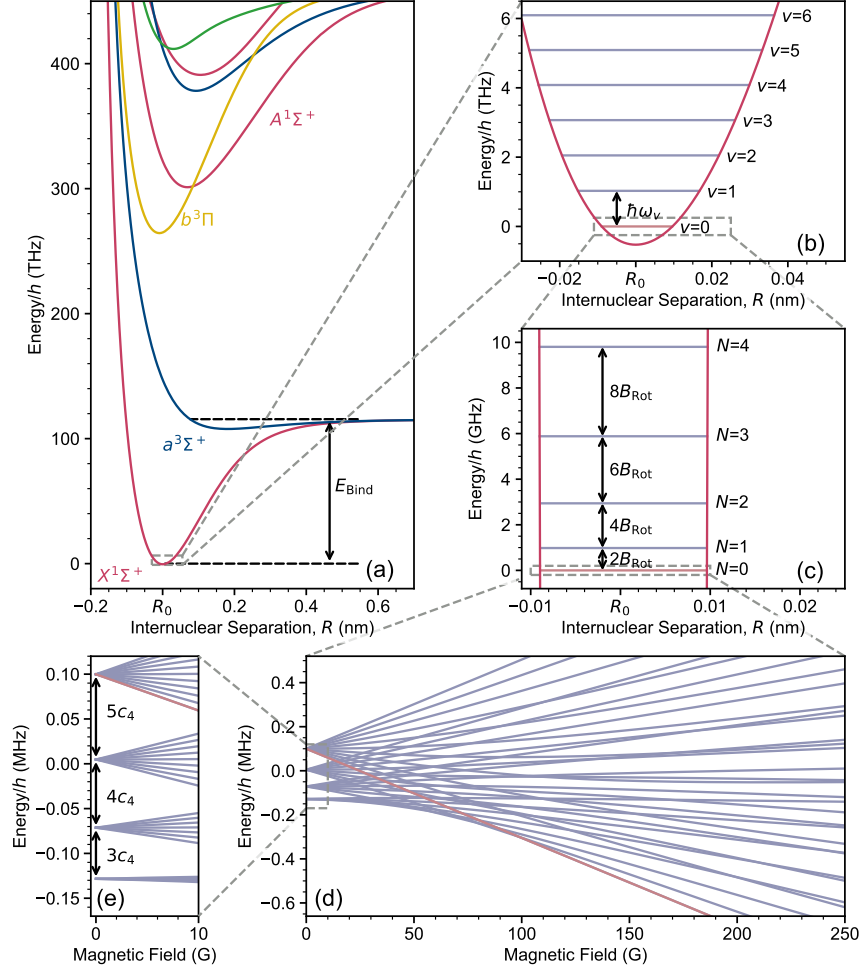 400
300
200
100
0
−0.2
R₀
0.2
0.4
0.6
Energy/h (THz)
Internuclear Separation, R (nm)
A¹Σ⁺
b³Π
a³Σ⁺
X¹Σ⁺
E_Bind
(a)
6
4
2
0
−0.02
R₀
0.02
0.04
Energy/h (THz)
Internuclear Separation, R (nm)
v=6
v=5
v=4
v=3
v=2
v=1
v=0
ħω_v
(b)
10
8
6
4
2
0
−0.01
R₀
0.01
0.02
Energy/h (GHz)
Internuclear Separation, R (nm)
N=4
N=3
N=2
N=1
N=0
8B_Rot
6B_Rot
4B_Rot
2B_Rot
(c)
0.10
0.05
0.00
−0.05
−0.10
−0.15
0
10
Energy/h (MHz)
Magnetic Field (G)
5c₄
4c₄
3c₄
(e)
0.4
0.2
0.0
−0.2
−0.4
−0.6
0
50
100
150
200
250
Energy/h (MHz)
Magnetic Field (G)
(d)